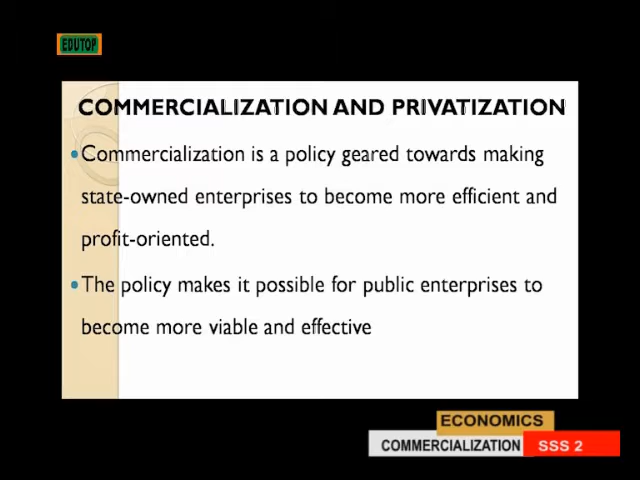 EDUTOP
COMMERCIALIZATION AND PRIVATIZATION
Commercialization is a policy geared towards making
state-owned enterprises to become more efficient and
profit-oriented.
The policy makes it possible for public enterprises to
become more viable and effective
ECONOMICS
COMMERCIALIZATION SSS 2